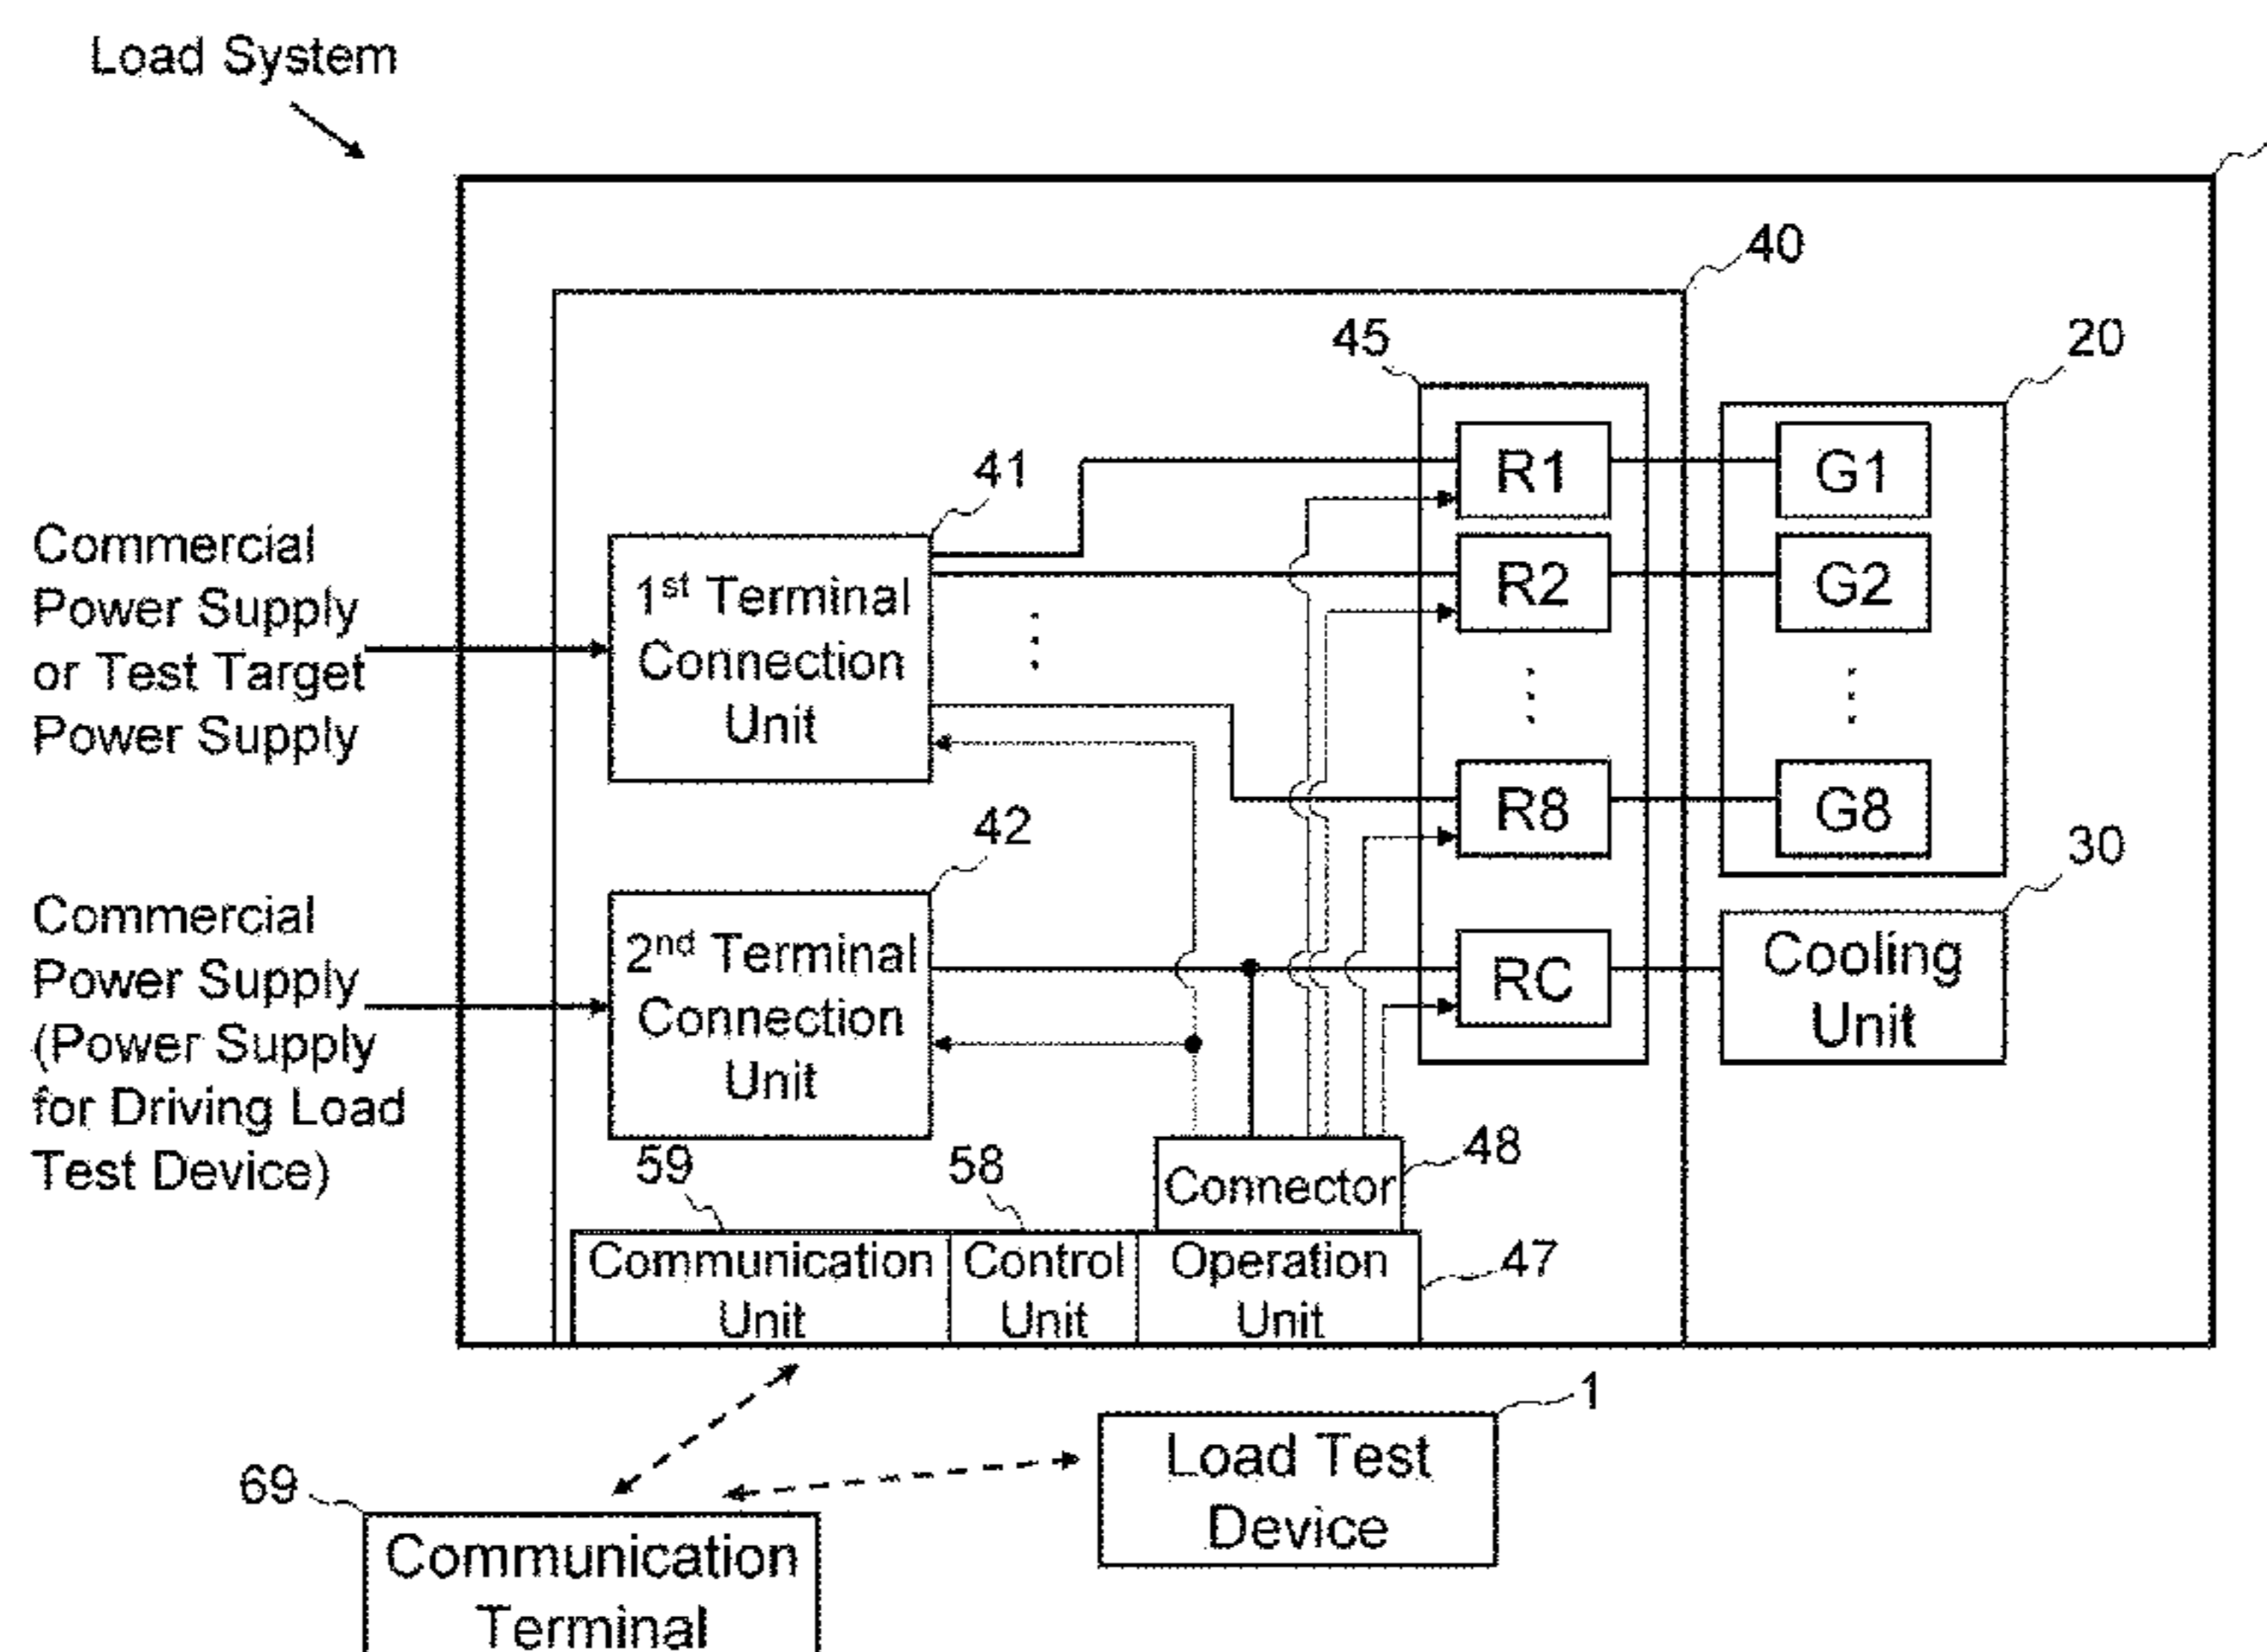 Load System
40
45
20
41
R1
G1
Commercial
Power Supply
or Test Target
Power Supply
1st Terminal
Connection
Unit
R2
G2
R8
G8
42
30
Commercial
Power Supply
(Power Supply
for Driving Load
Test Device)
2nd Terminal
Connection
Unit
RC
Cooling
Unit
59
58
48
Connector
Communication
Unit
Control
Unit
Operation
Unit
47
1
Load Test
Device
69
Communication
Terminal